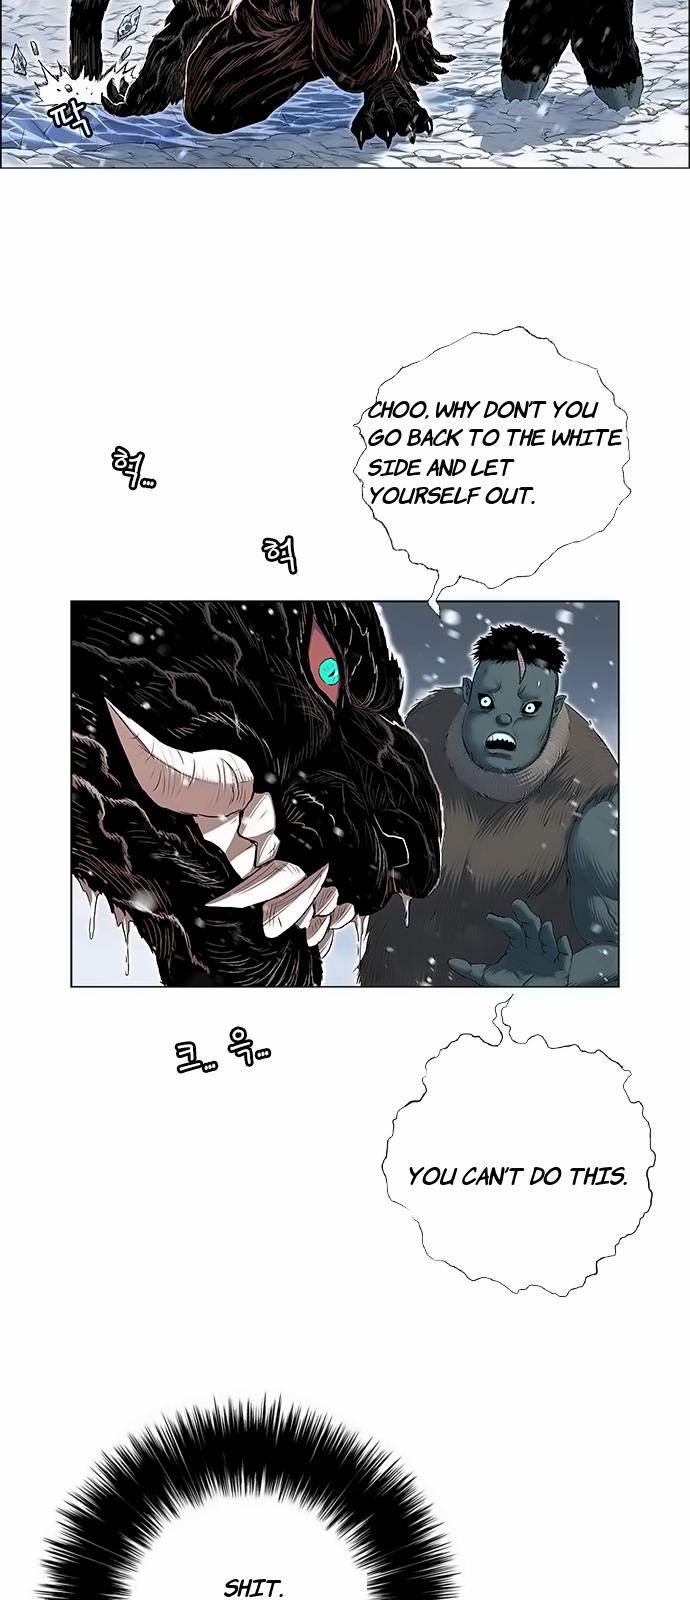 딱
CHOO, WHY DON'T YOU
GO BACK TO THE WHITE
SIDE AND LET
YOURSELF OUT.
헉...
헉
크... 윽...
YOU CAN'T DO THIS.
SHIT.